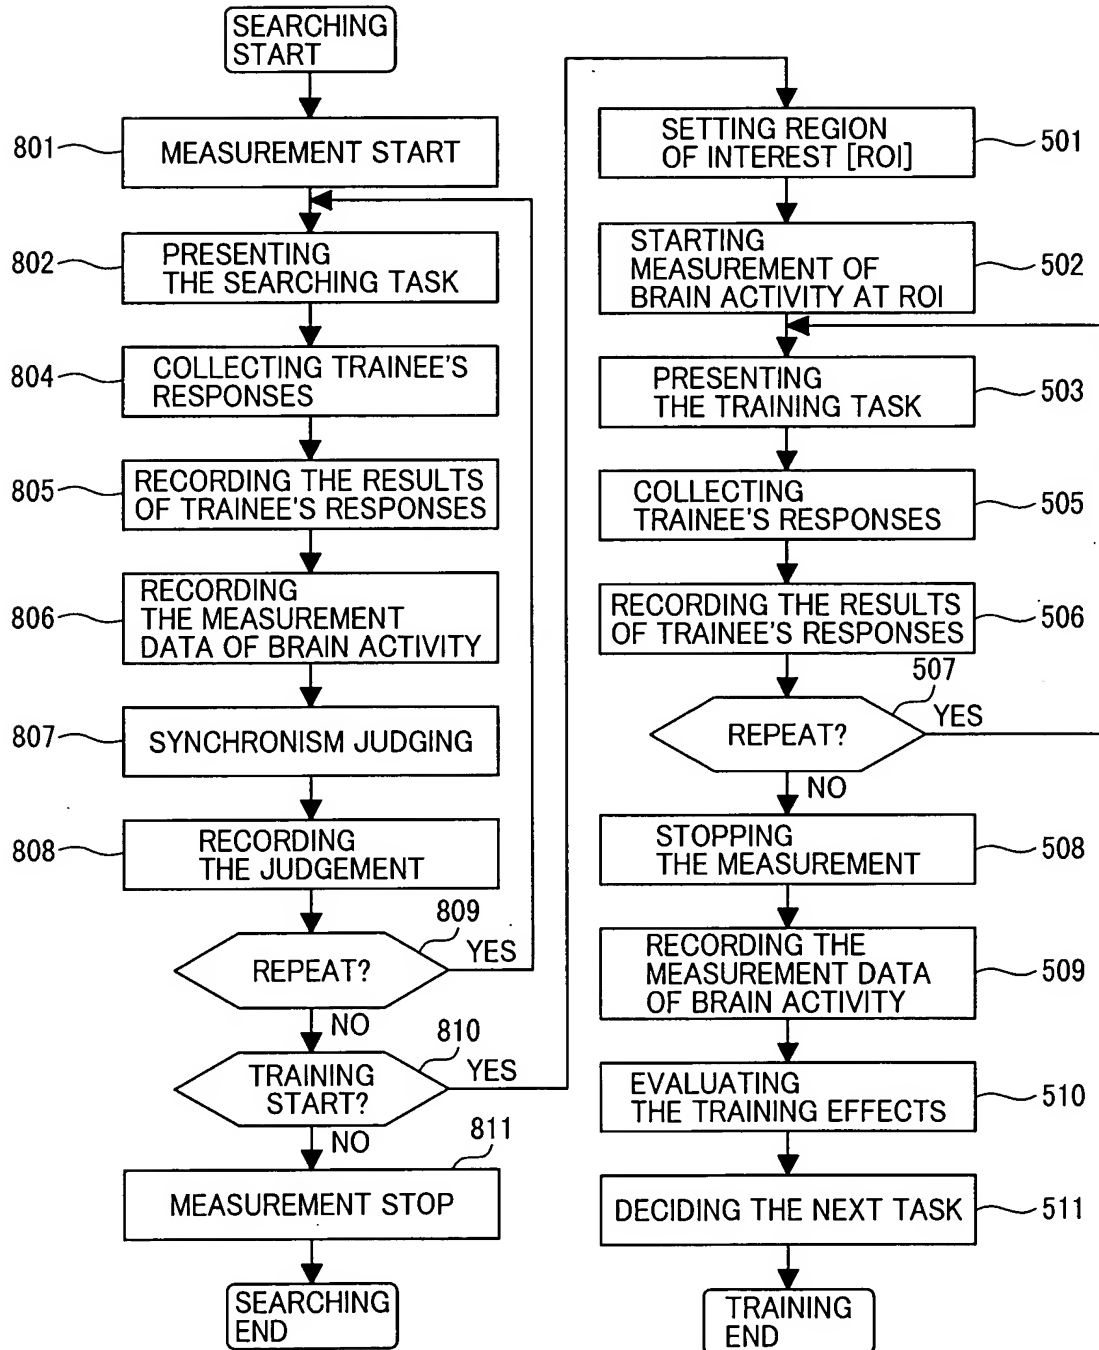 SEARCHING
START
801
MEASUREMENT START
802
PRESENTING
THE SEARCHING TASK
804
COLLECTING TRAINEE'S
RESPONSES
805
RECORDING THE RESULTS
OF TRAINEE'S RESPONSES
806
RECORDING
THE MEASUREMENT
DATA OF BRAIN ACTIVITY
807
SYNCHRONISM JUDGING
808
RECORDING
THE JUDGEMENT
809
REPEAT?
YES
NO
810
TRAINING
START?
YES
NO
811
MEASUREMENT STOP
SEARCHING
END
SETTING REGION
OF INTEREST [ROI]
501
STARTING
MEASUREMENT OF
BRAIN ACTIVITY AT ROI
502
PRESENTING
THE TRAINING TASK
503
COLLECTING
TRAINEE'S RESPONSES
505
RECORDING THE RESULTS
OF TRAINEE'S RESPONSES
506
507
REPEAT?
YES
NO
STOPPING
THE MEASUREMENT
508
RECORDING THE
MEASUREMENT DATA
OF BRAIN ACTIVITY
509
EVALUATING
THE TRAINING EFFECTS
510
DECIDING THE NEXT TASK
511
TRAINING
END